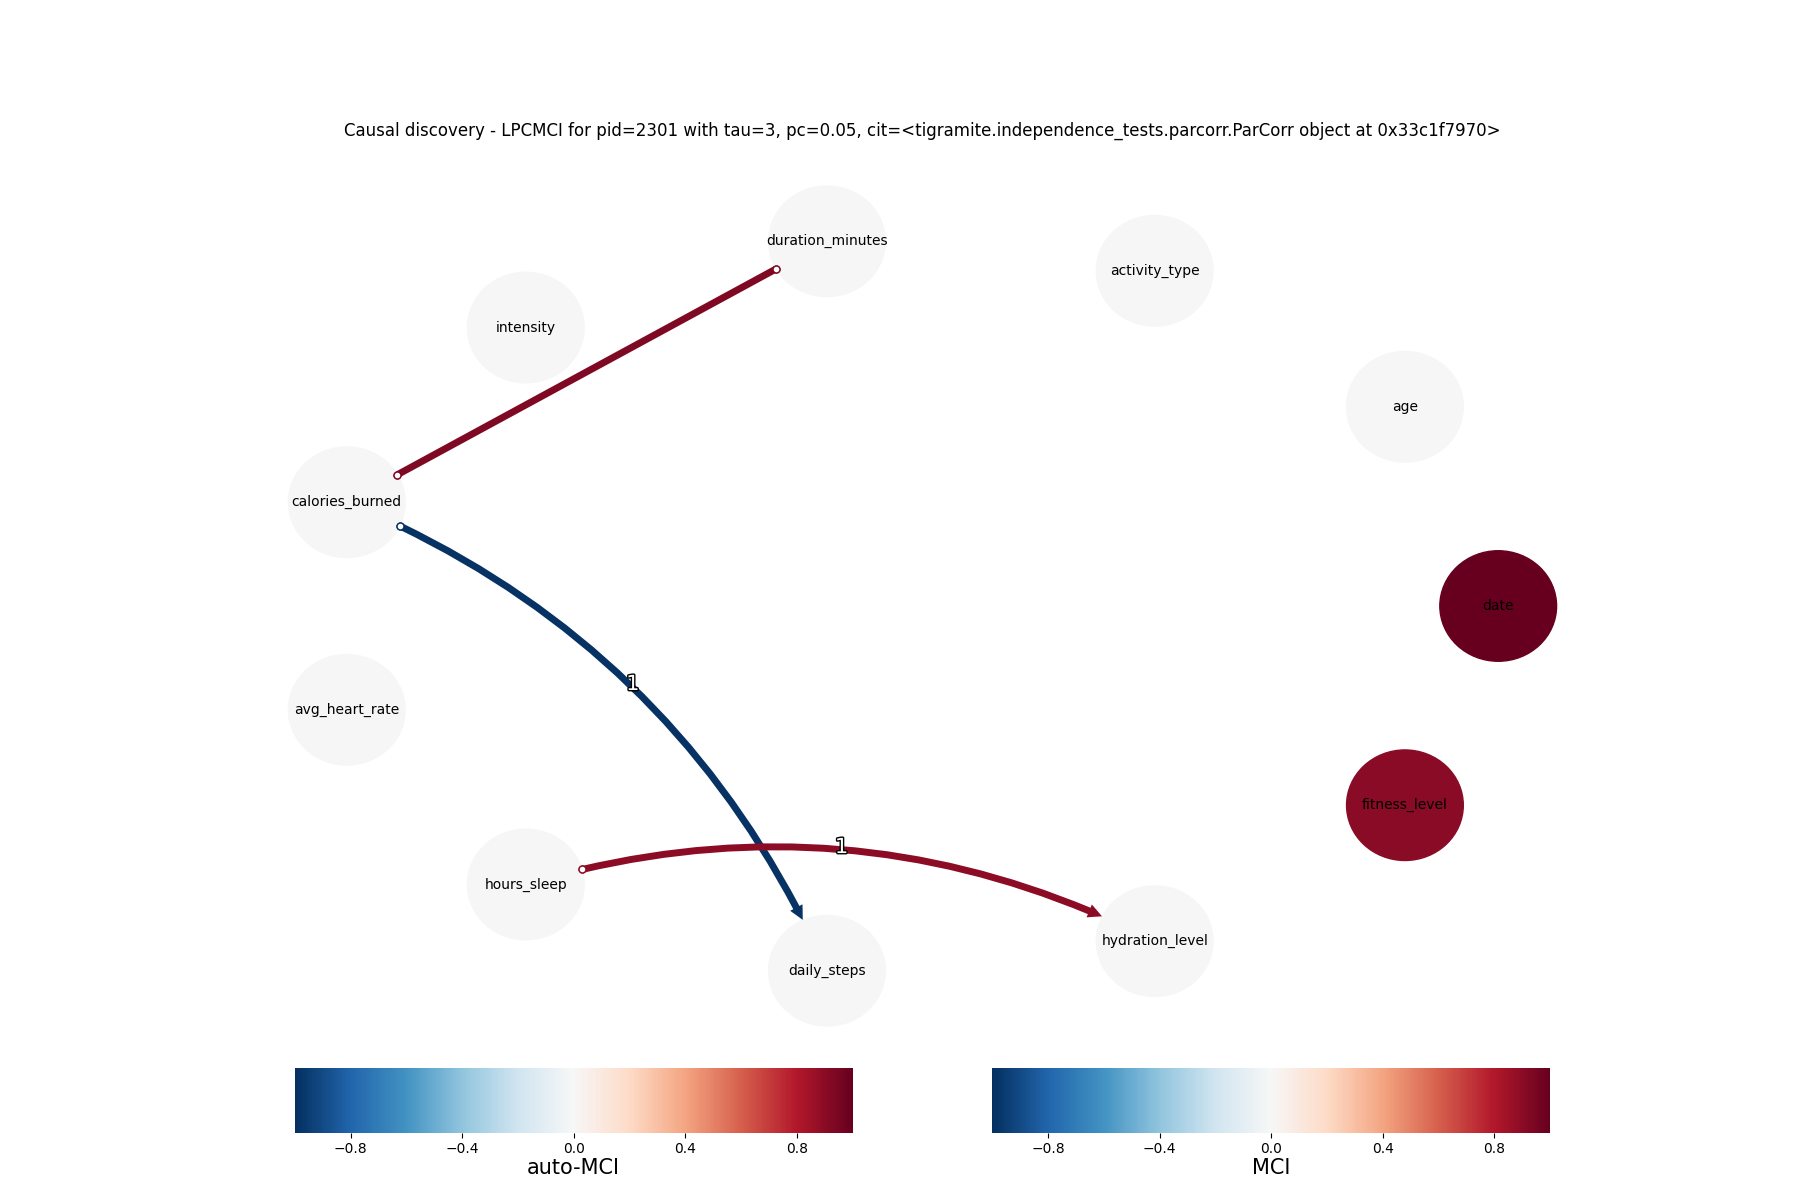 Causal discovery - LPCMCI for pid=2301 with tau=3, pc=0.05, cit=<tigramite.independence_tests.parcorr.ParCorr object at 0x33c1f7970>
duration_minutes
activity_type
intensity
age
calories_burned
date
1
avg_heart_rate
fitness_level
1
hours_sleep
hydration_level
daily_steps
−0.8 −0.4 0.0 0.4 0.8
auto-MCI
−0.8 −0.4 0.0 0.4 0.8
MCI